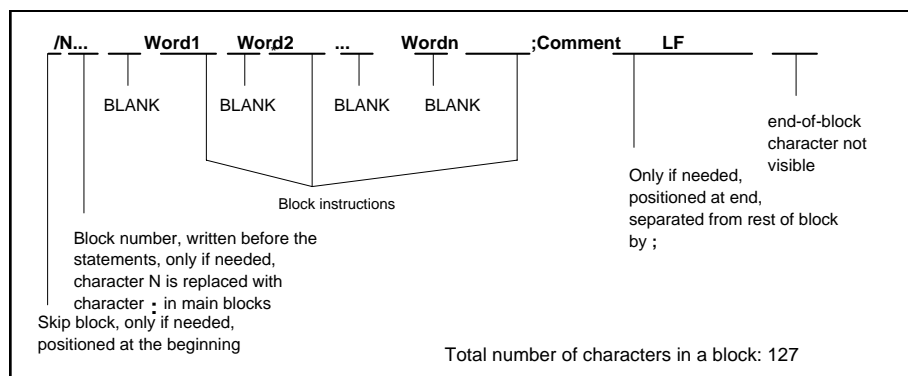 /N... Word1 Word2 ... Wordn ;Comment LF
BLANK BLANK BLANK BLANK
end-of-block
character not
visible
Only if needed,
positioned at end,
separated from rest of block
by ;
Block instructions
Block number, written before the
statements, only if needed,
character N is replaced with
character : in main blocks
Skip block, only if needed,
positioned at the beginning
Total number of characters in a block: 127